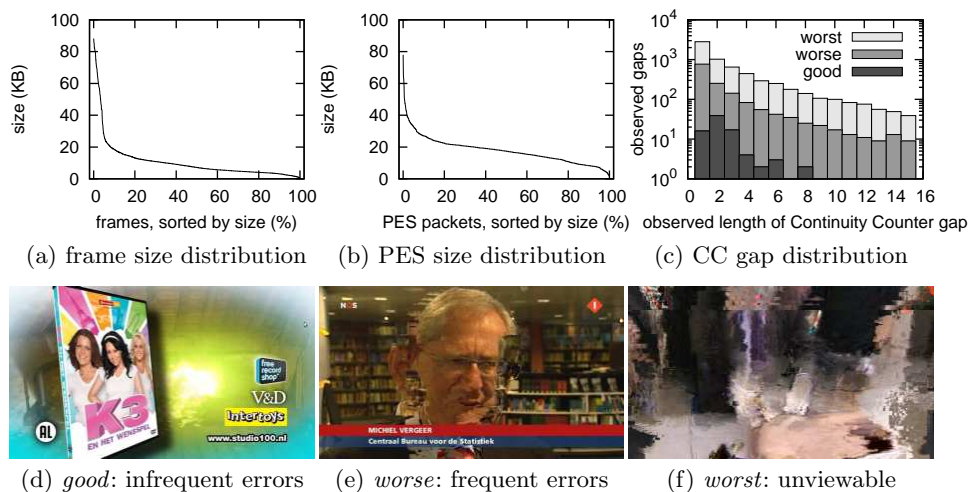 size (KB)
100
80
60
40
20
0
0 20 40 60 80 100
frames, sorted by size (%)
(a) frame size distribution
size (KB)
100
80
60
40
20
0
0 20 40 60 80 100
PES packets, sorted by size (%)
(b) PES size distribution
observed gaps
10^4
10^3
10^2
10^1
10^0
worst
worse
good
2 4 6 8 10 12 14 16
observed length of Continuity Counter gap
(c) CC gap distribution
K3
EN HET WENSSPEL
AL
free
record
shop
V&D
Intertoys
www.studio100.nl
(d) good: infrequent errors
NOS
1
MICHIEL VERGEER
Centraal Bureau voor de Statistiek
(e) worse: frequent errors
(f) worst: unviewable